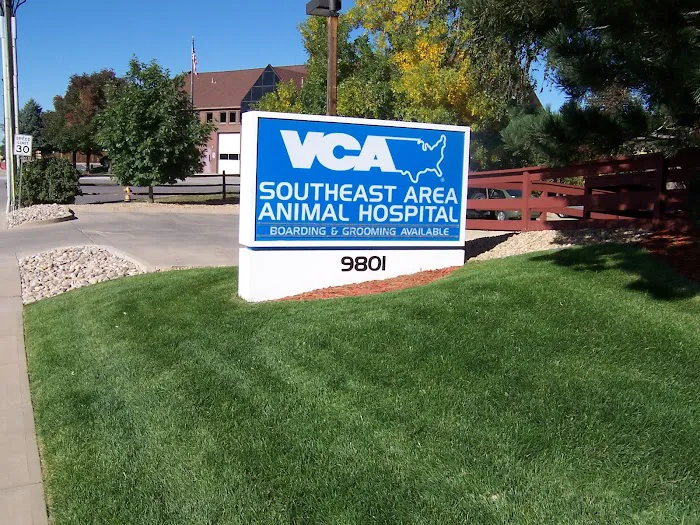 SPEED
LIMIT
30
VCA
SOUTHEAST AREA
ANIMAL HOSPITAL
BOARDING & GROOMING AVAILABLE
9801